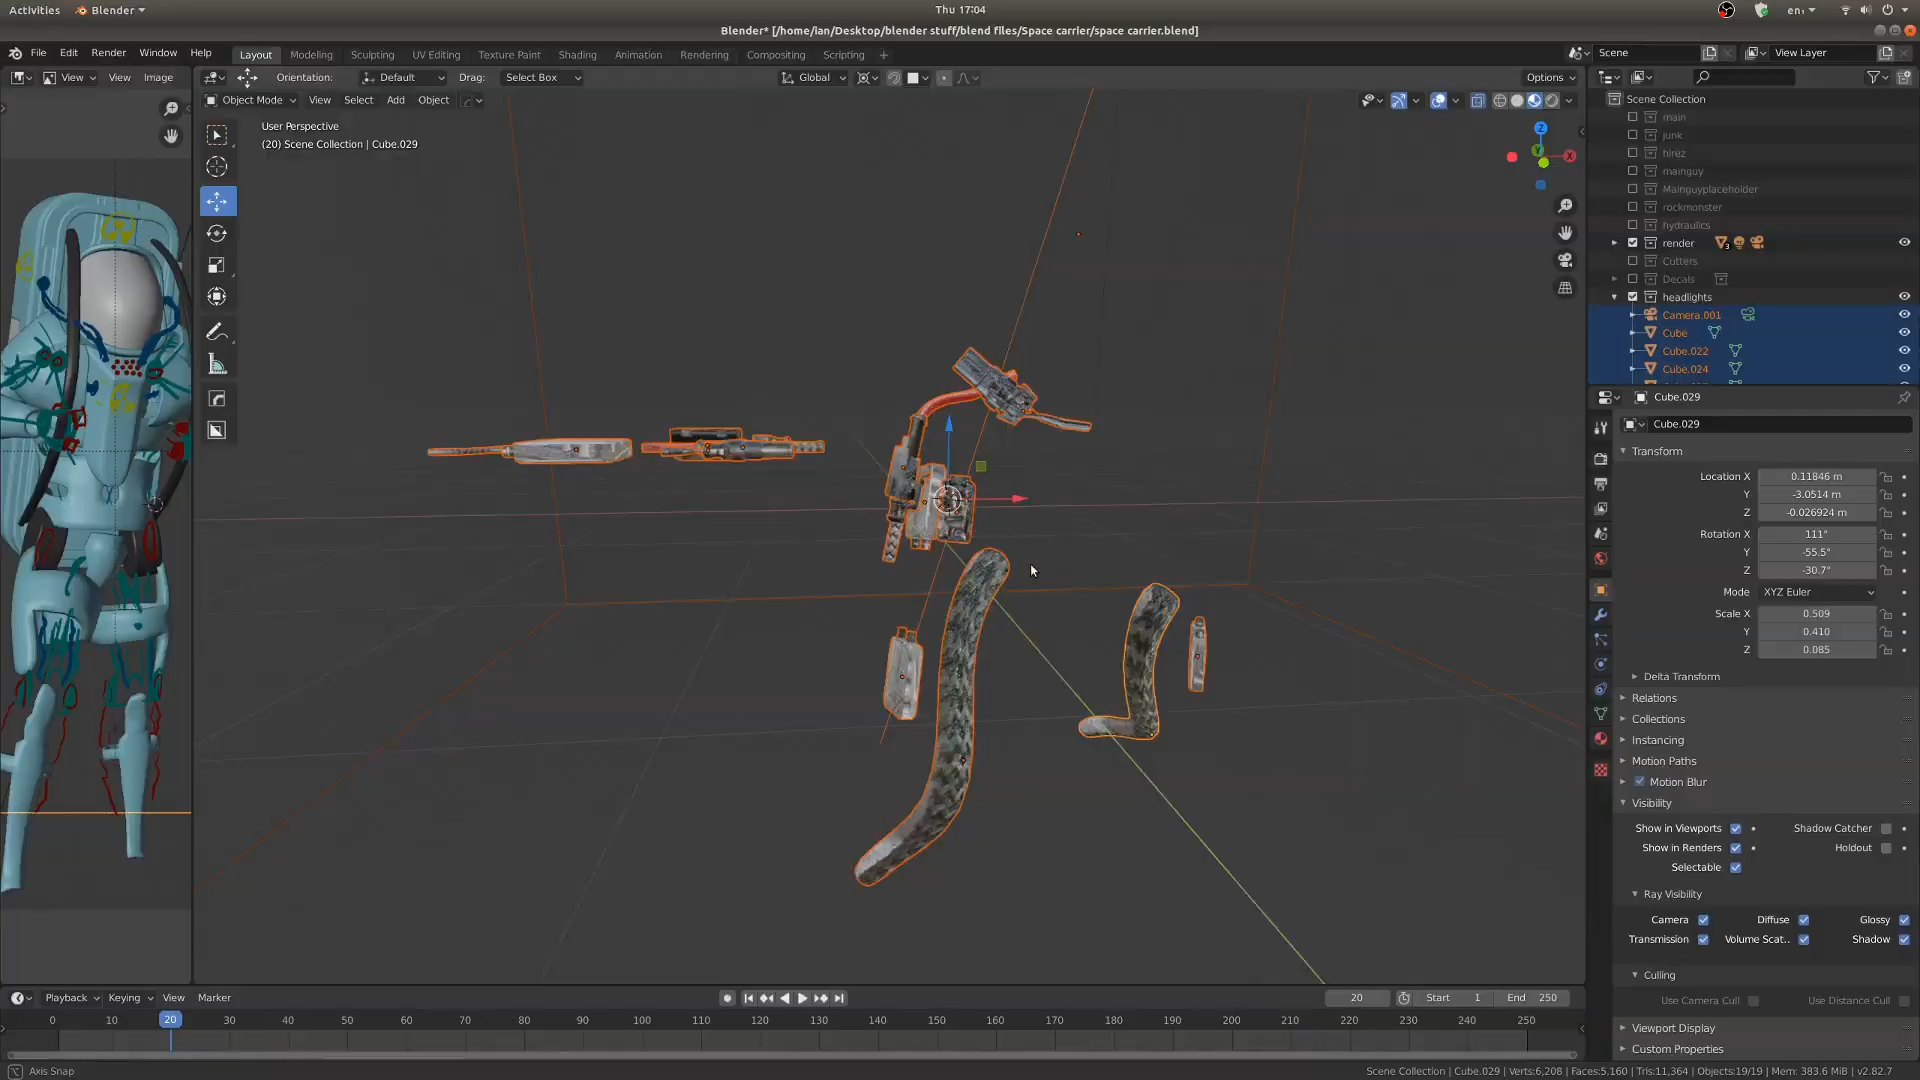 Activities Blender Thu 17:04 en₁
Blender* [/home/ian/Desktop/blender stuff/blend files/Space carrier/space carrier.blend]
File Edit Render Window Help Layout Modeling Sculpting UV Editing Texture Paint Shading Animation Rendering Compositing Scripting + Scene View Layer
View View Image Orientation: Default Drag: Select Box Global Options
Object Mode View Select Add Object
User Perspective
(20) Scene Collection | Cube.029
Z
X
Y
Scene Collection
main
junk
hirez
mainguy
Mainguyplaceholder
rockmonster
hydraulics
render 3
Cutters
Decals
headlights
Camera.001
Cube
Cube.022
Cube.024
Cube.029
Cube.029
Transform
Location X 0.11846 m
Y -3.0514 m
Z -0.026924 m
Rotation X 111°
Y -55.5°
Z -30.7°
Mode XYZ Euler
Scale X 0.509
Y 0.410
Z 0.085
Delta Transform
Relations
Collections
Instancing
Motion Paths
Motion Blur
Visibility
Show in Viewports Shadow Catcher
Show in Renders Holdout
Selectable
Ray Visibility
Camera Diffuse Glossy
Transmission Volume Scat.. Shadow
Culling
Use Camera Cull Use Distance Cull
Viewport Display
Custom Properties
Playback Keying View Marker 20 Start 1 End 250
0 10 20 30 40 50 60 70 80 90 100 110 120 130 140 150 160 170 180 190 200 210 220 230 240 250
Axis Snap Scene Collection | Cube.029 | Verts:6,208 | Faces:5,160 | Tris:11,364 | Objects:19/19 | Mem: 383.6 MiB | v2.82.7